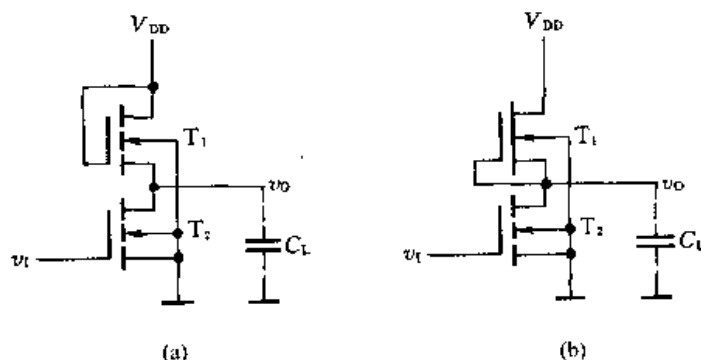 V_DD
T_1
v_O
T_2
C_L
v_I
(a)
V_DD
T_1
v_O
T_2
C_L
v_I
(b)